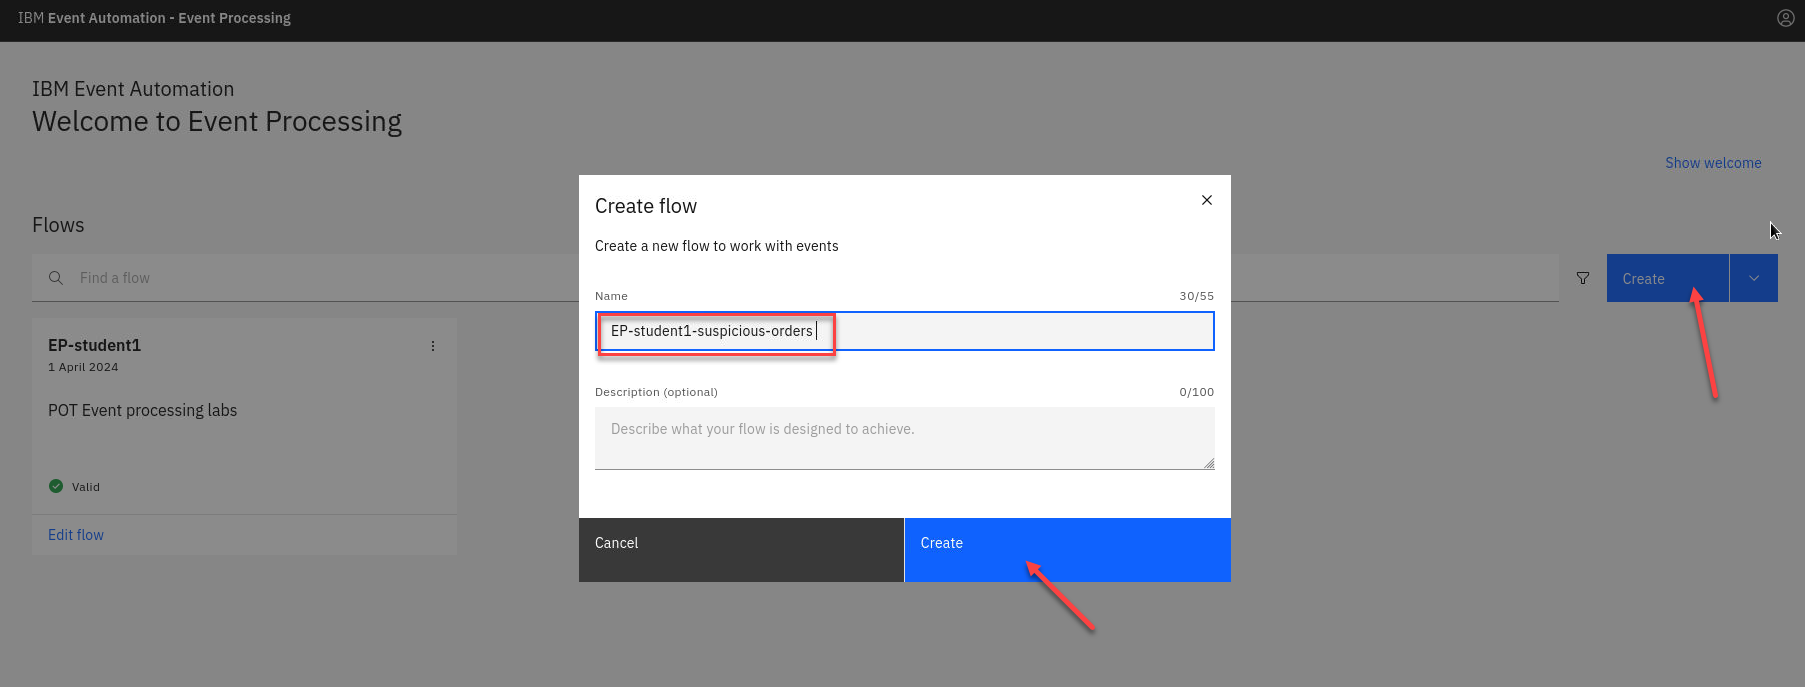 IBM Event Automation - Event Processing
IBM Event Automation
Welcome to Event Processing
Show welcome
Flows
Find a flow
Create
EP-student1
1 April 2024
POT Event processing labs
Valid
Edit flow
Create flow
Create a new flow to work with events
Name 30/55
EP-student1-suspicious-orders
Description (optional) 0/100
Describe what your flow is designed to achieve.
Cancel
Create